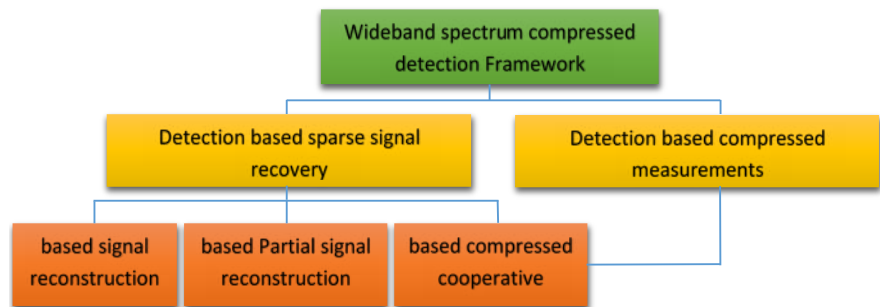 Wideband spectrum compressed
detection Framework
Detection based sparse signal
recovery
Detection based compressed
measurements
based signal
reconstruction
based Partial signal
reconstruction
based compressed
cooperative